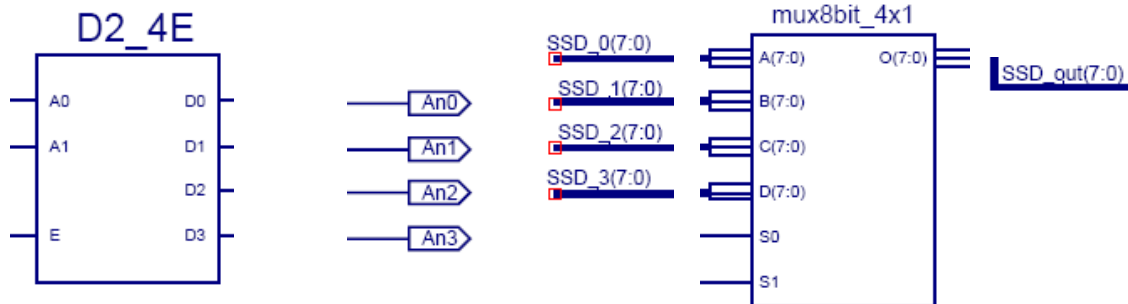 D2_4E
A0
A1
E
D0
D1
D2
D3
An0
An1
An2
An3
SSD_0(7:0)
SSD_1(7:0)
SSD_2(7:0)
SSD_3(7:0)
mux8bit_4x1
A(7:0)
B(7:0)
C(7:0)
D(7:0)
S0
S1
O(7:0)
SSD_out(7:0)